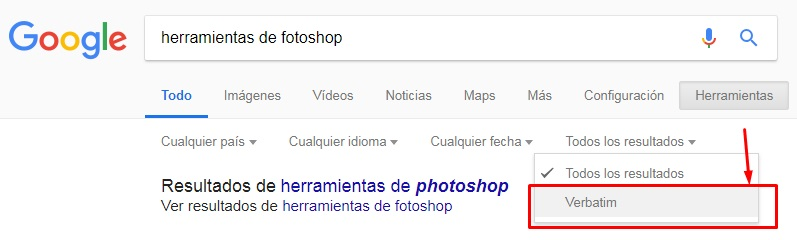 Google
herramientas de fotoshop
Todo Imágenes Vídeos Noticias Maps Más Configuración Herramientas
Cualquier país Cualquier idioma Cualquier fecha Todos los resultados
Todos los resultados
Verbatim
Resultados de herramientas de photoshop
Ver resultados de herramientas de fotoshop